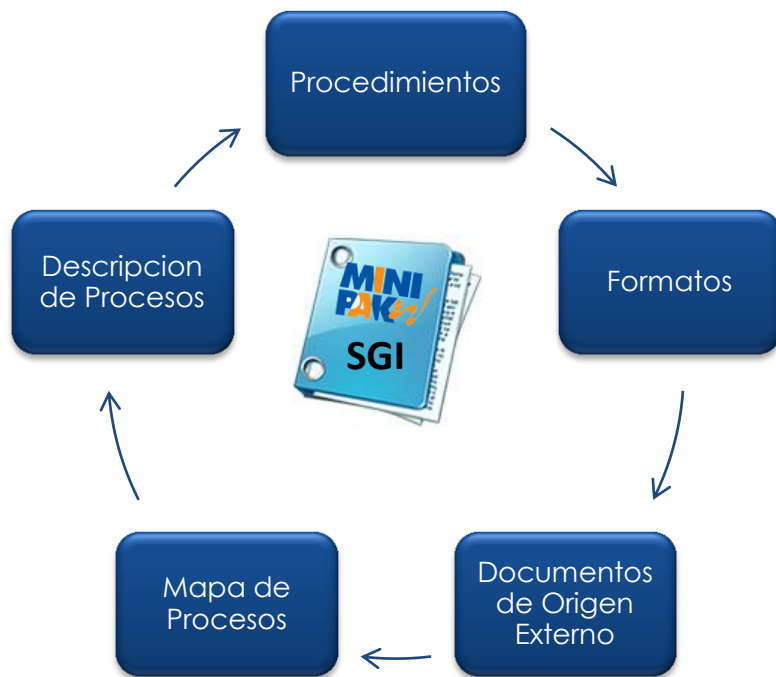 Procedimientos
Formatos
Documentos
de Origen
Externo
Mapa de
Procesos
Descripcion
de Procesos
MINI
PAK
SGI